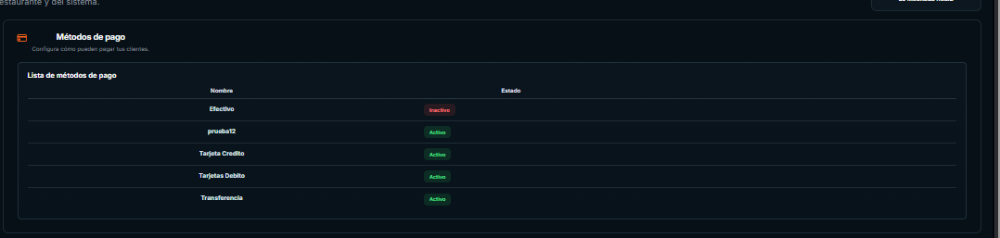 estaurante y del sistema.
Métodos de pago
Configura cómo pueden pagar tus clientes.
Lista de métodos de pago
Nombre Estado
Efectivo Inactivo
prueba12 Activo
Tarjeta Credito Activo
Tarjetas Debito Activo
Transferencia Activo